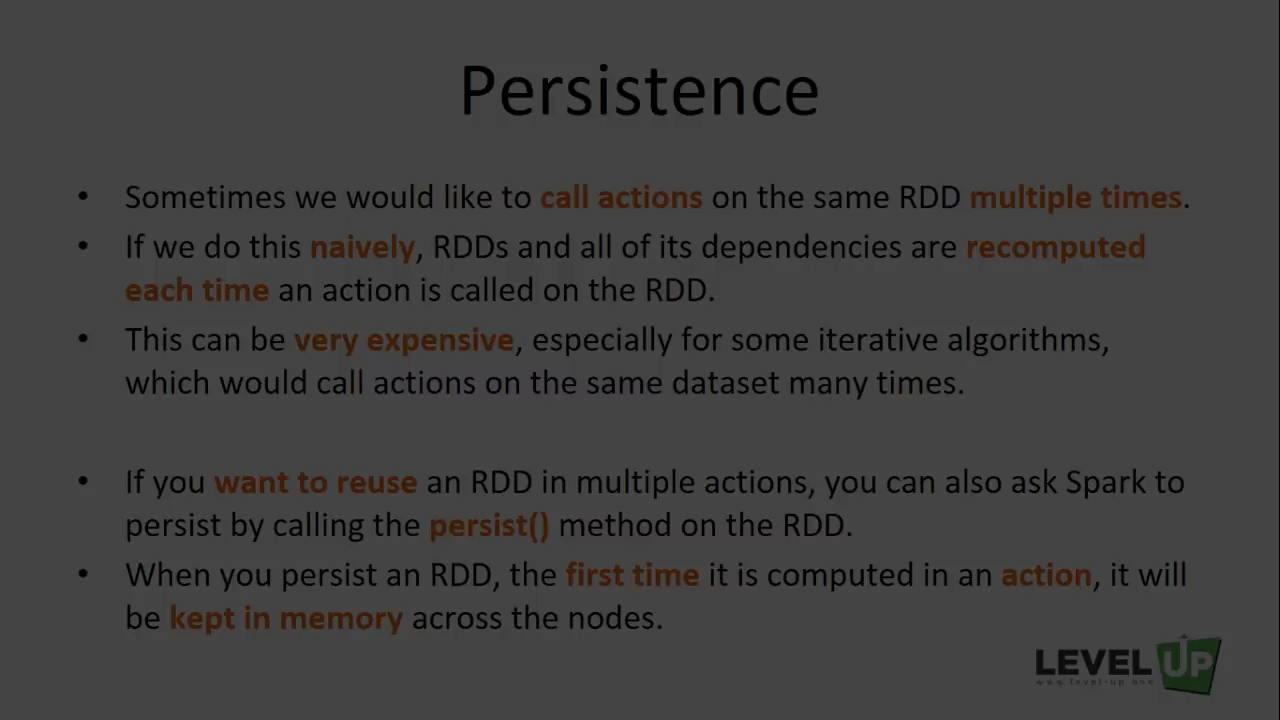 Persistence
• Sometimes we would like to call actions on the same RDD multiple times.
• If we do this naively, RDDs and all of its dependencies are recomputed
each time an action is called on the RDD.
• This can be very expensive, especially for some iterative algorithms,
which would call actions on the same dataset many times.
• If you want to reuse an RDD in multiple actions, you can also ask Spark to
persist by calling the persist() method on the RDD.
• When you persist an RDD, the first time it is computed in an action, it will
be kept in memory across the nodes.
LEVEL UP
www.level-up.one